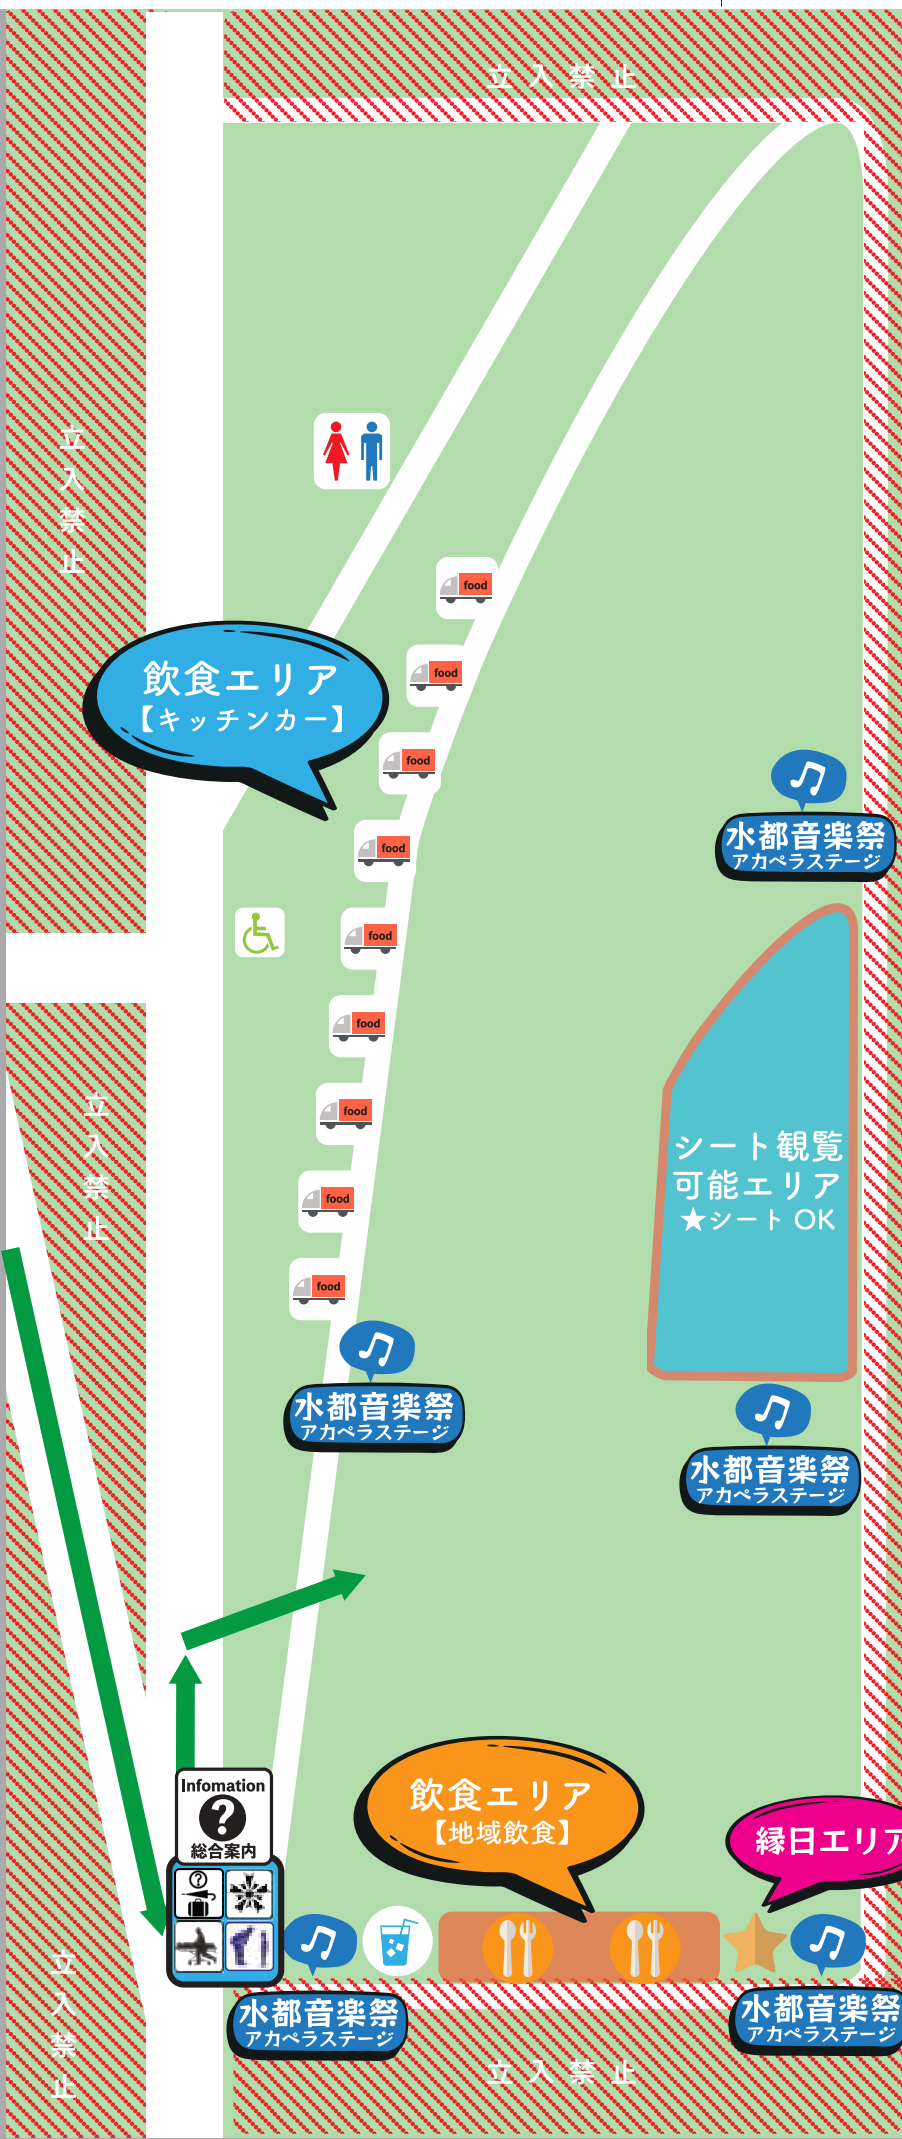 立入禁止
立入禁止
food
food
飲食エリア
【キッチンカー】
food
水都音楽祭
アカペラステージ
food
food
food
立入禁止
food
シート観覧
可能エリア
★シート OK
food
food
水都音楽祭
アカペラステージ
水都音楽祭
アカペラステージ
Infomation
?
総合案内
?
飲食エリア
【地域飲食】
縁日エリア
立入禁止
水都音楽祭
アカペラステージ
水都音楽祭
アカペラステージ
立入禁止